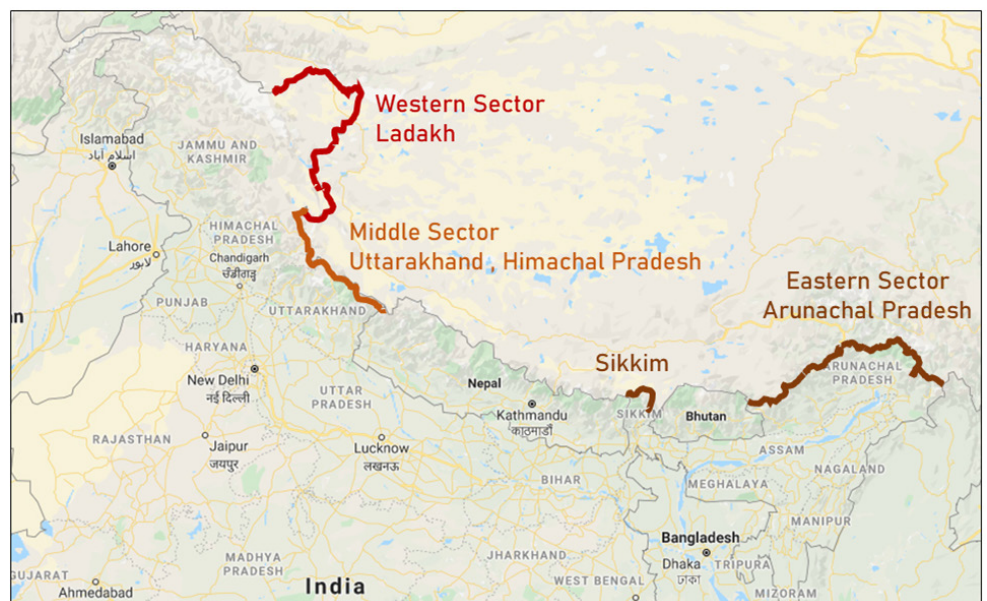 Western Sector
Ladakh
Islamabad
اسلام آباد
JAMMU AND
KASHMIR
Middle Sector
Uttarakhand , Himachal Pradesh
HIMACHAL
PRADESH
Lahore
لاہور
Chandigarh
ਚੰਡੀਗੜ੍ਹ
Eastern Sector
Arunachal Pradesh
PUNJAB
UTTARAKHAND
an
HARYANA
Sikkim
ARUNACHAL
PRADESH
New Delhi
नई दिल्ली
Nepal
UTTAR
PRADESH
Kathmandu
काठमाडौं
SIKKIM
Bhutan
RAJASTHAN
Jaipur
जयपुर
Lucknow
लखनऊ
ASSAM
NAGALAND
BIHAR
MEGHALAYA
MANIPUR
Bangladesh
Dhaka
ঢাকা
TRIPURA
MADHYA
PRADESH
JHARKHAND
GUJARAT
Ahmedabad
India
WEST BENGAL
MIZORAM